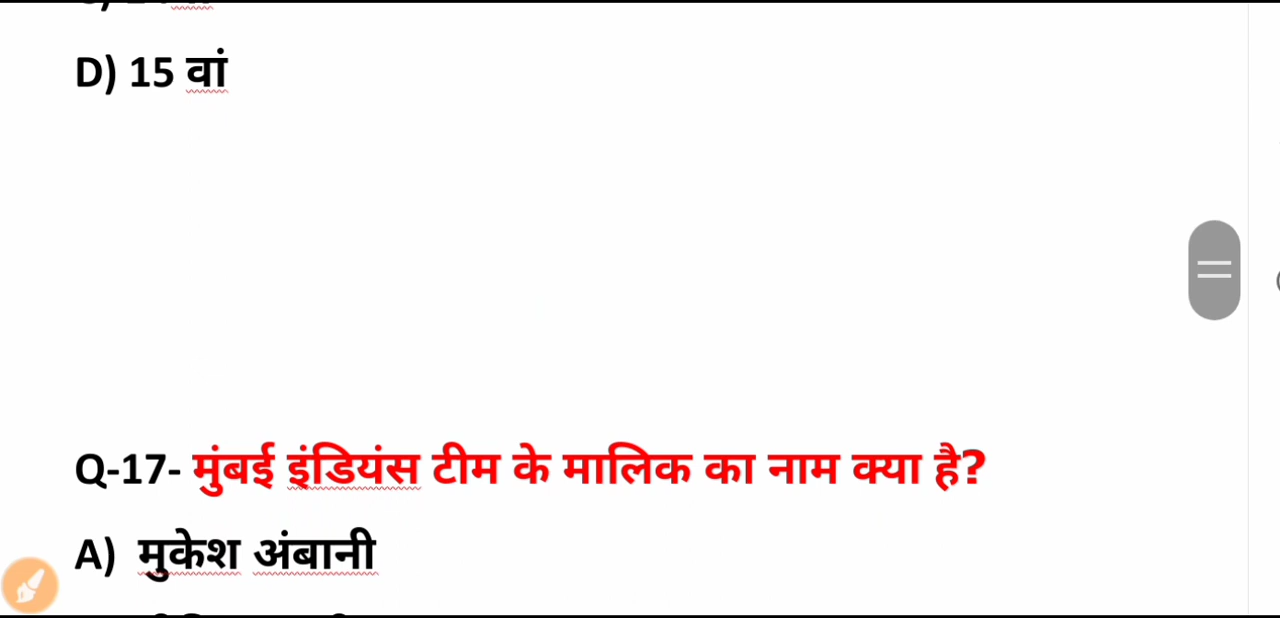 D) 15 वां
Q-17- मुंबई इंडियंस टीम के मालिक का नाम क्या है?
A) मुकेश अंबानी